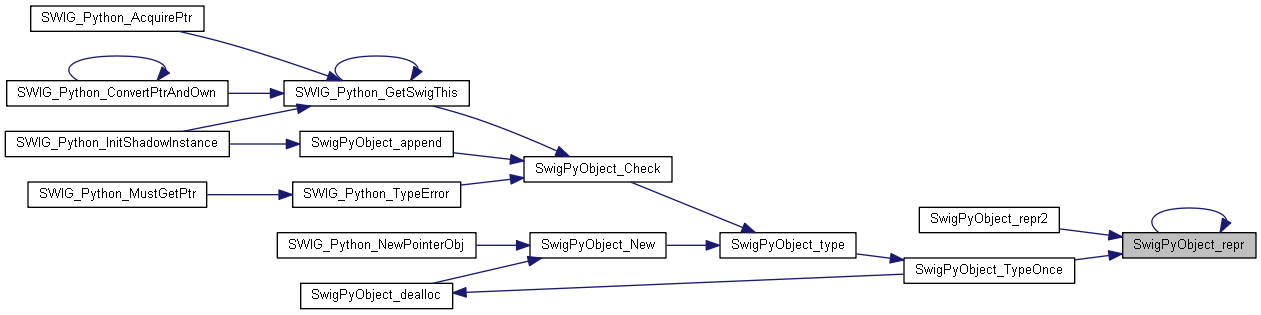 SWIG_Python_AcquirePtr
SWIG_Python_ConvertPtrAndOwn
SWIG_Python_GetSwigThis
SWIG_Python_InitShadowInstance
SwigPyObject_append
SwigPyObject_Check
SWIG_Python_MustGetPtr
SWIG_Python_TypeError
SwigPyObject_repr2
SWIG_Python_NewPointerObj
SwigPyObject_New
SwigPyObject_type
SwigPyObject_repr
SwigPyObject_TypeOnce
SwigPyObject_dealloc